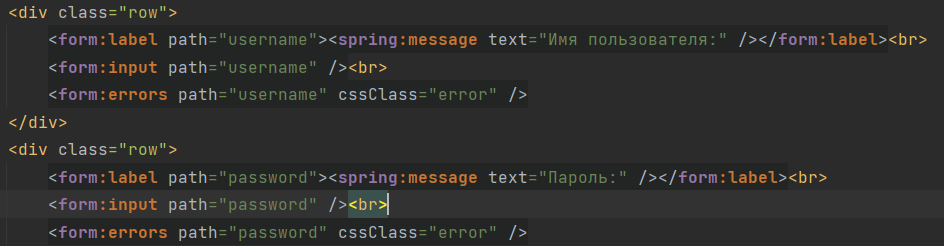 <div class="row">
<form:label path="username"><spring:message text="Имя пользователя:" /></form:label><br>
<form:input path="username" /><br>
<form:errors path="username" cssClass="error" />
</div>
<div class="row">
<form:label path="password"><spring:message text="Пароль:" /></form:label><br>
<form:input path="password" /><br>
<form:errors path="password" cssClass="error" />